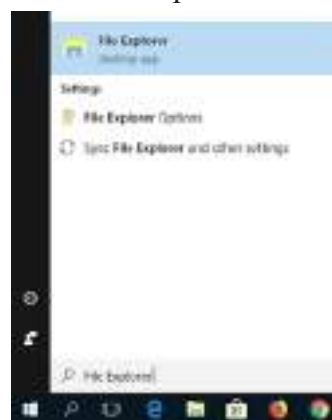 File Explorer
Desktop app
Settings
File Explorer Options
Sync File Explorer and other settings
File Explorer